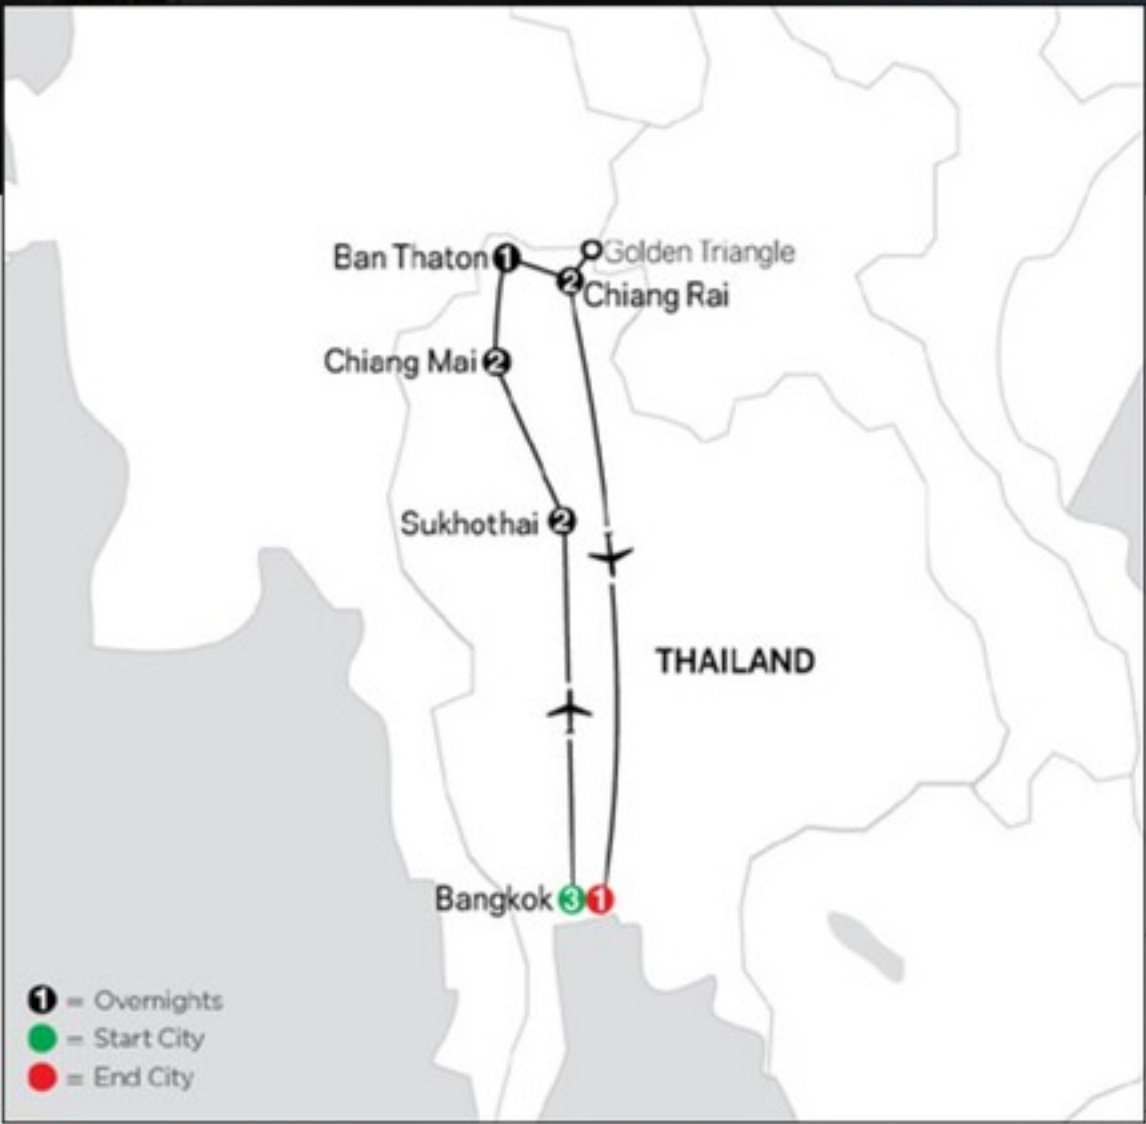 Ban Thaton 1
Golden Triangle
2 Chiang Rai
Chiang Mai 2
Sukhothai 2
THAILAND
Bangkok 3 1
1 = Overnights
= Start City
= End City